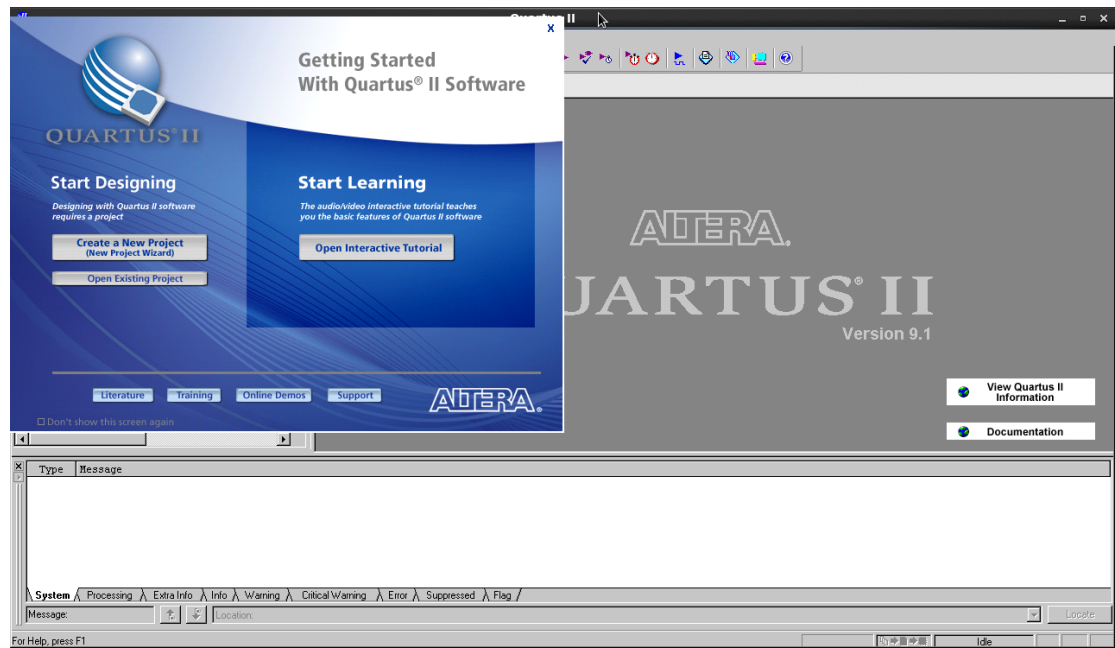 II
x
Getting Started
With Quartus® II Software
QUARTUS® II
Start Designing
Designing with Quartus II software
requires a project
Create a New Project
(New Project Wizard)
Open Existing Project
Start Learning
The audio/video interactive tutorial teaches
you the basic features of Quartus II software
Open Interactive Tutorial
Literature
Training
Online Demos
Support
ALTERA.
Don't show this screen again
ALTERA.
UARTUS® II
Version 9.1
View Quartus II
Information
Documentation
Type
Message
System
Processing
Extra Info
Info
Warning
Critical Warning
Error
Suppressed
Flag
Message:
Location:
Locate
For Help, press F1
Idle